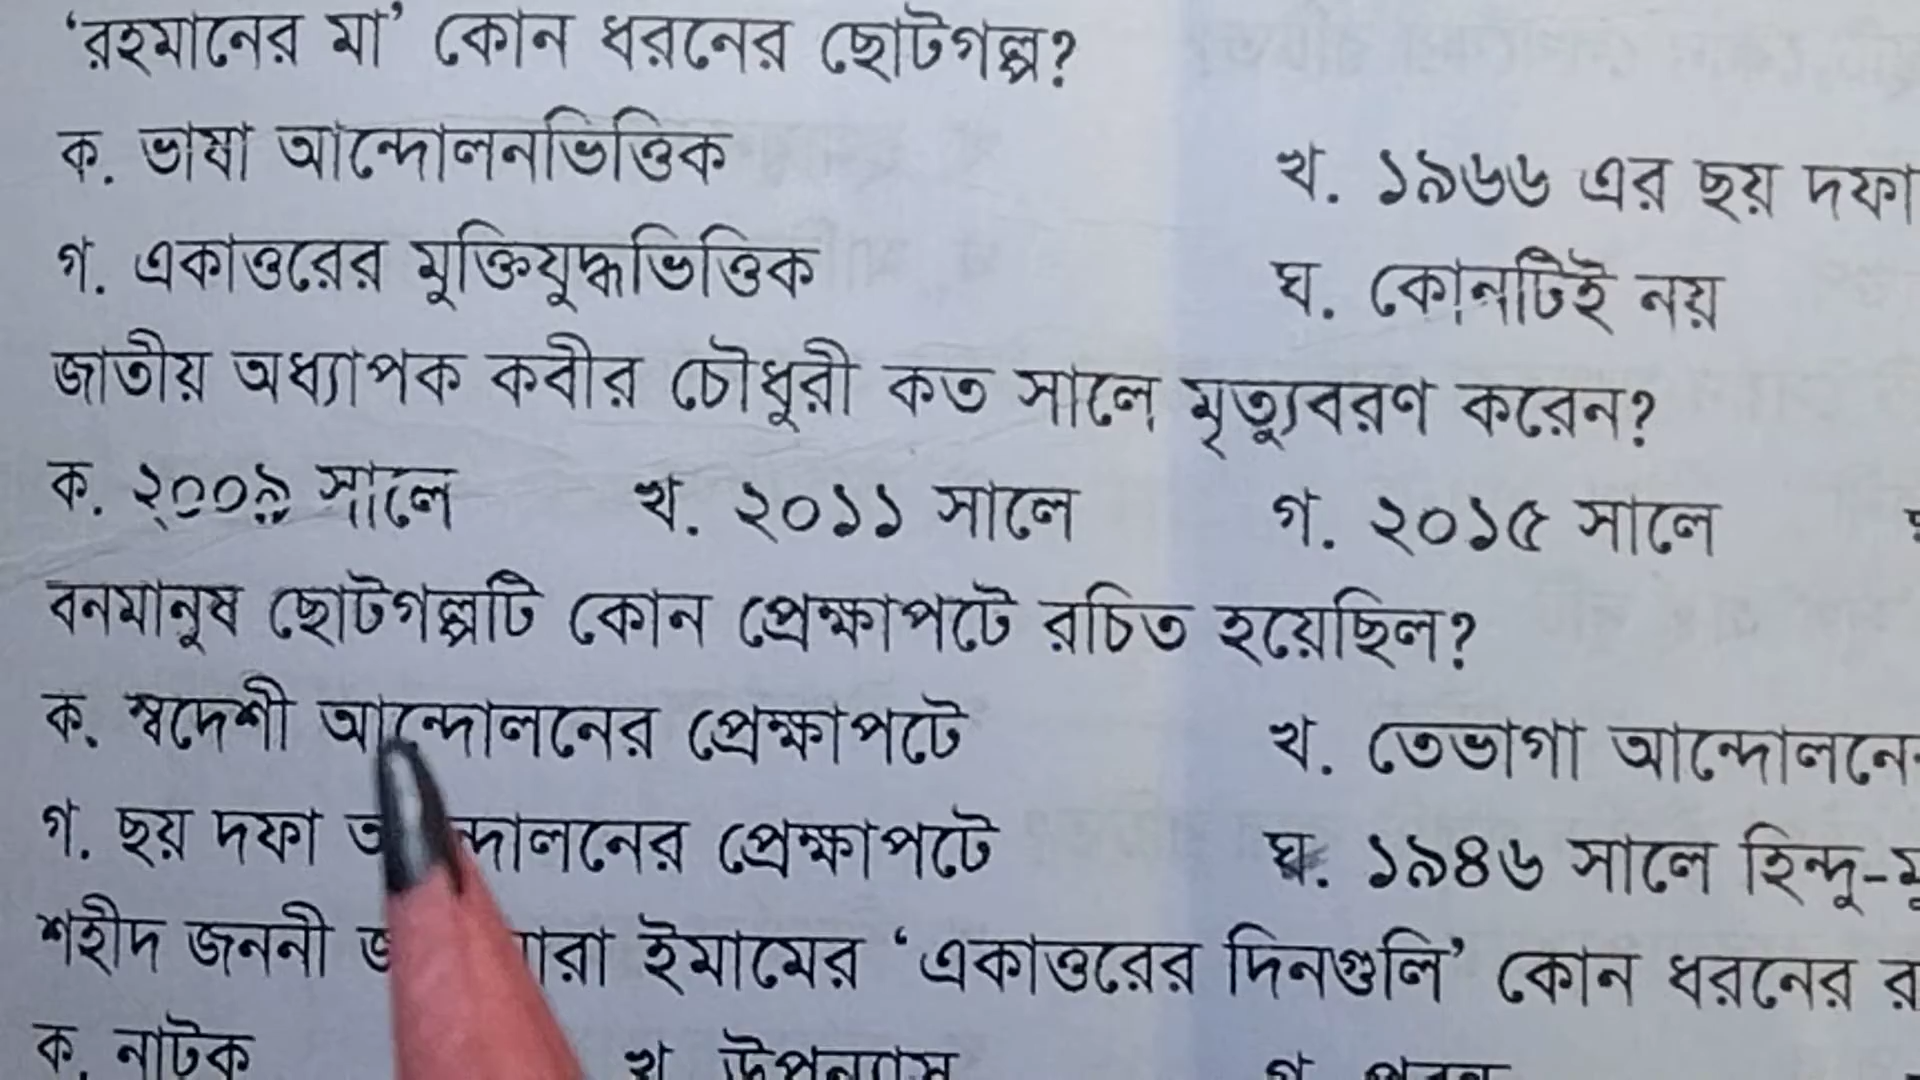 ‘রহমানের মা’ কোন ধরনের ছোটগল্প?
ক. ভাষা আন্দোলনভিত্তিক খ. ১৯৬৬ এর ছয় দফা
গ. একাত্তরের মুক্তিযুদ্ধভিত্তিক ঘ. কোনটিই নয়
জাতীয় অধ্যাপক কবীর চৌধুরী কত সালে মৃত্যুবরণ করেন?
ক. ২০০৯ সালে খ. ২০১১ সালে গ. ২০১৫ সালে
বনমানুষ ছোটগল্পটি কোন প্রেক্ষাপটে রচিত হয়েছিল?
ক. স্বদেশী আন্দোলনের প্রেক্ষাপটে খ. তেভাগা আন্দোলনে
গ. ছয় দফা প্রেক্ষাপটে ঘ. ১৯৪৬ সালে হিন্দু-
শহীদ জননী ইমামের ‘একাত্তরের দিনগুলি’ কোন ধরনের
ক. নাটক খ উপন্যাস গ